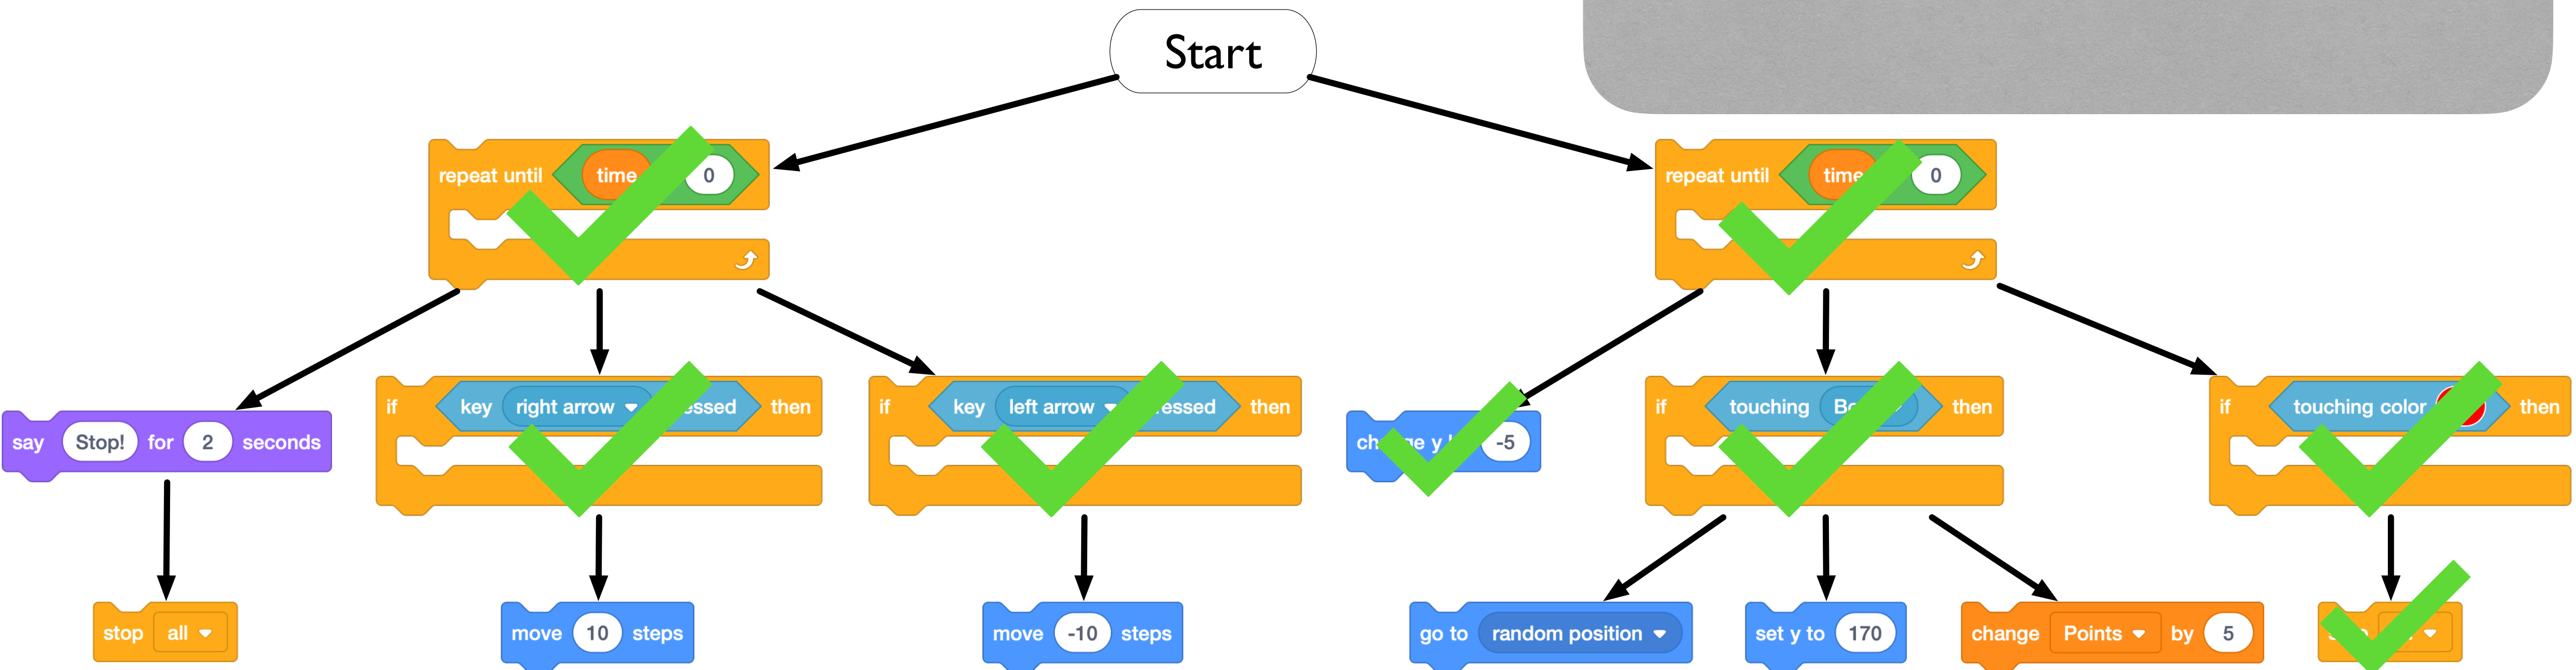 Start
repeat until time 0
repeat until time 0
say Stop! for 2 seconds
if key right arrow then
if key left arrow then
-5
if touching then
if touching color then
stop all
move 10 steps
move -10 steps
go to random position
set y to 170
change Points by 5